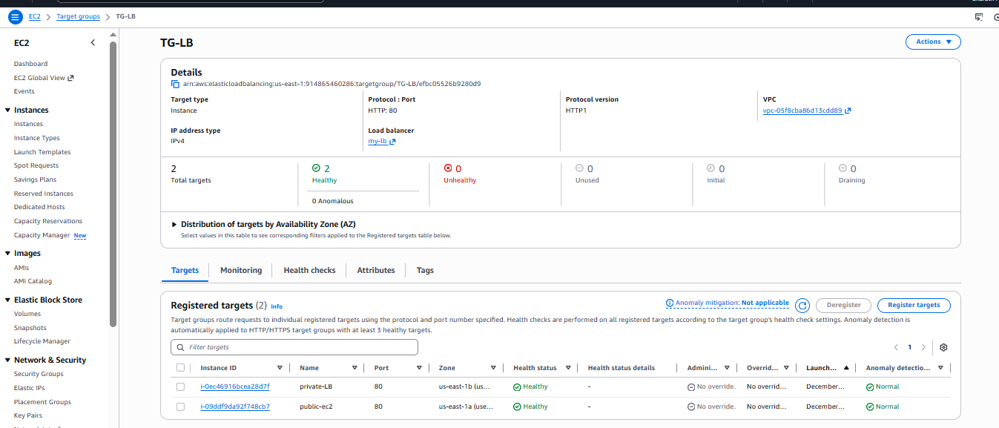 EC2 > Target groups > TG-LB
EC2
Dashboard
EC2 Global View
Events
Instances
Instances
Instance Types
Launch Templates
Spot Requests
Savings Plans
Reserved Instances
Dedicated Hosts
Capacity Reservations
Capacity Manager New
Images
AMIs
AMI Catalog
Elastic Block Store
Volumes
Snapshots
Lifecycle Manager
Network & Security
Security Groups
Elastic IPs
Placement Groups
Key Pairs
TG-LB
Actions
Details
arn:aws:elasticloadbalancing:us-east-1:914865460286:targetgroup/TG-LB/efbc05526b9280d9
Target type
Instance
Protocol : Port
HTTP: 80
Protocol version
HTTP1
VPC
vpc-05f8cba86d13cdd89
IP address type
IPv4
Load balancer
my-lb
2
Total targets
2
Healthy
0 Anomalous
0
Unhealthy
0
Unused
0
Initial
0
Draining
Distribution of targets by Availability Zone (AZ)
Select values in this table to see corresponding filters applied to the Registered targets table below.
Targets Monitoring Health checks Attributes Tags
Registered targets (2) Info
Anomaly mitigation: Not applicable
Deregister
Register targets
Target groups route requests to individual registered targets using the protocol and port number specified. Health checks are performed on all registered targets according to the target group's health check settings. Anomaly detection is
automatically applied to HTTP/HTTPS target groups with at least 3 healthy targets.
Filter targets
1
Instance ID Name Port Zone Health status Health status details Admini... Overrid... Launch... Anomaly detectio...
i-0ec46916bcea28d7f private-LB 80 us-east-1b (us... Healthy - No override. No overrid... December... Normal
i-09ddf9da92f748cb7 public-ec2 80 us-east-1a (use... Healthy - No override. No overrid... December... Normal